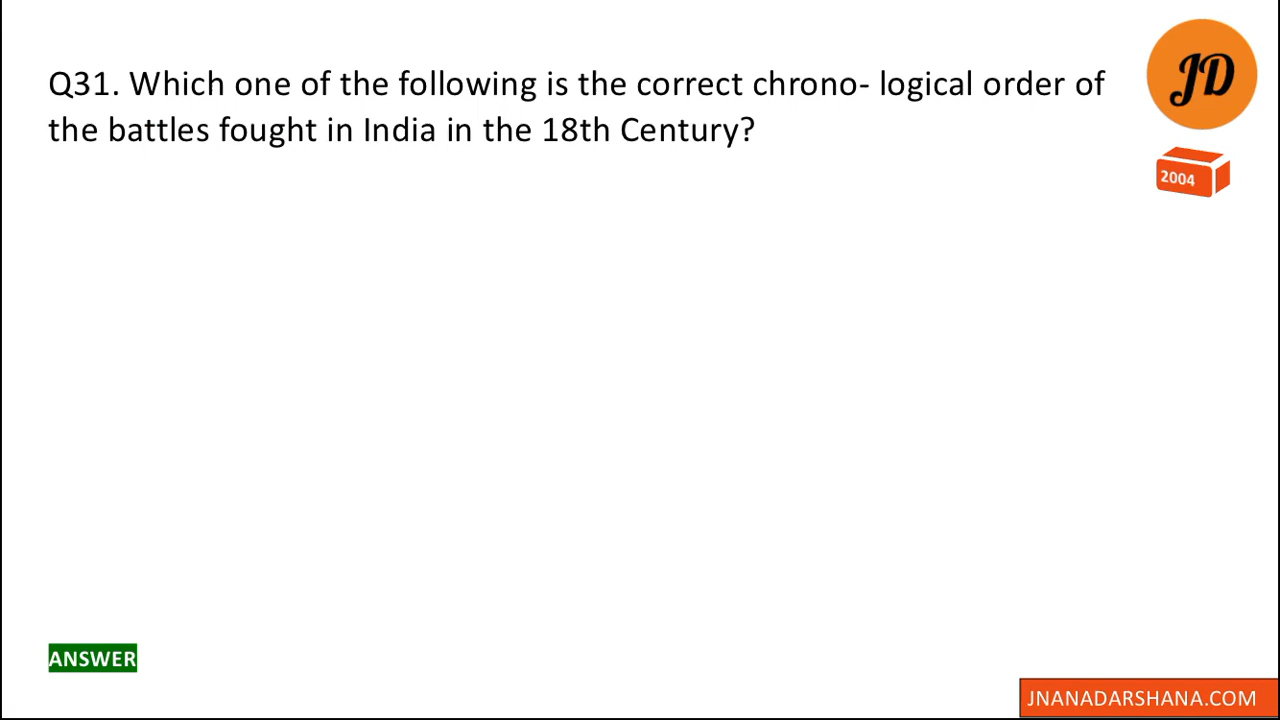 Q31. Which one of the following is the correct chrono- logical order of
the battles fought in India in the 18th Century?
JD
2004
ANSWER
JNANADARSHANA.COM